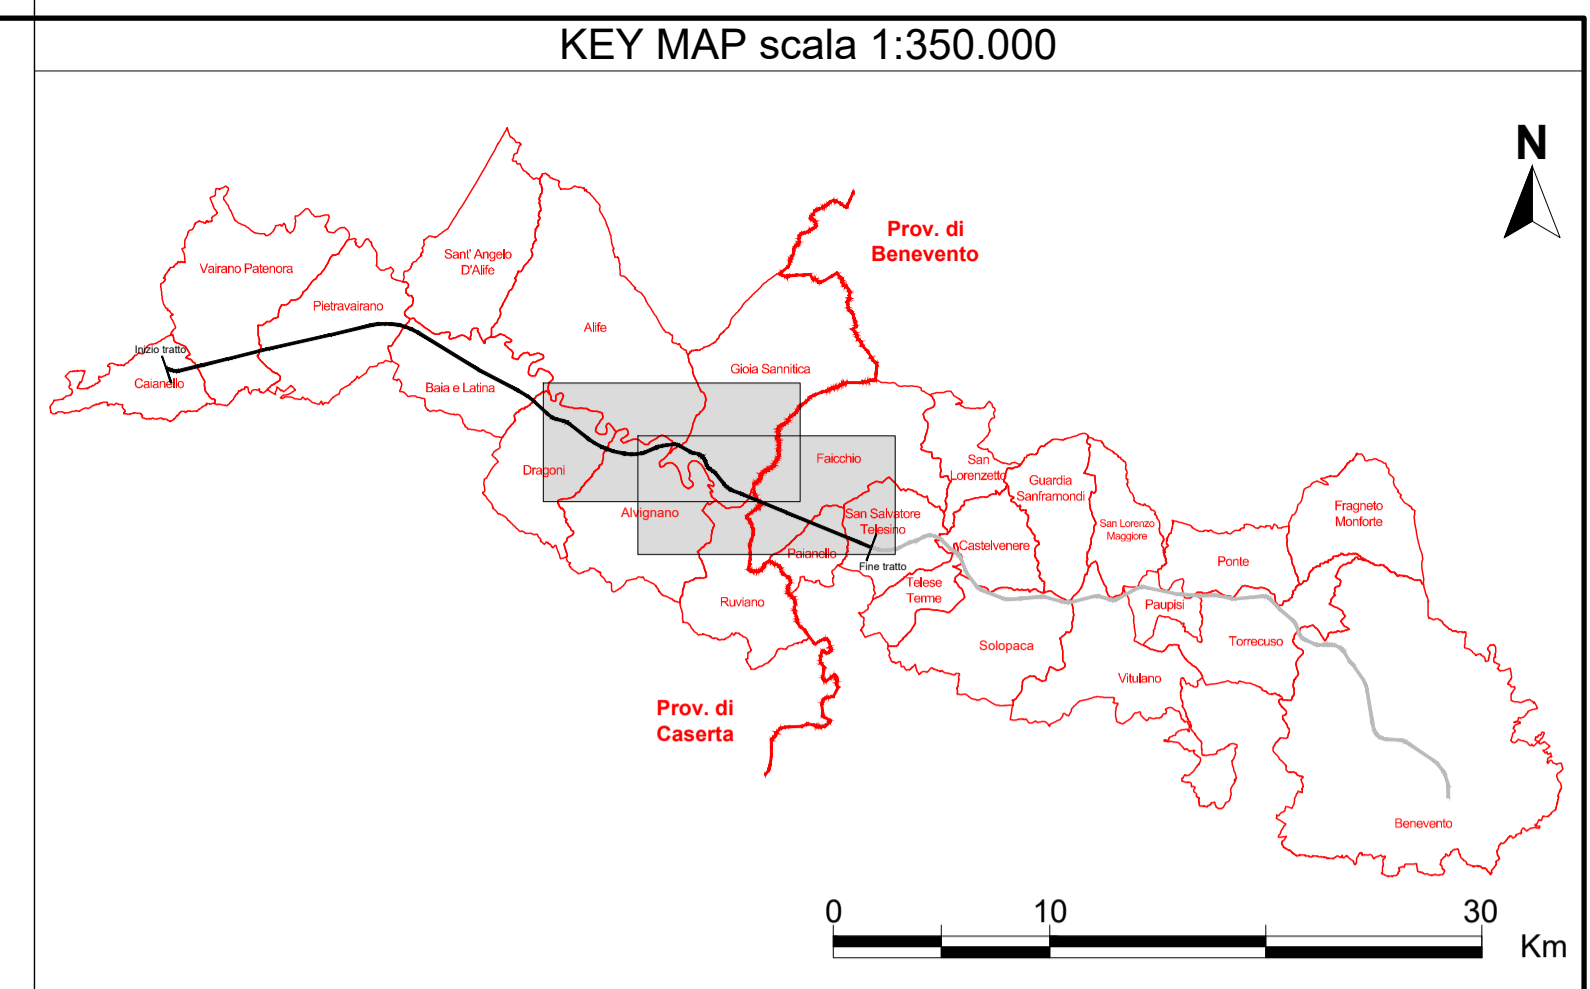 KEY MAP scala 1:350.000
N
Prov. di
Benevento
Sant' Angelo
D'Alife
Vairano Patenora
Pietravairano
Alife
Inizio tratto
Gioia Sannitica
Caianello
Baia e Latina
Faicchio
San
Lorenzetto
Dragoni
Guardia
Sanframondi
Fragneto
Monforte
Alvignano
San Salvatore
Telesino
San Lorenzo
Maggiore
Castelvenere
Paianello
Ponte
Fine tratto
Telese
Terme
Ruviano
Paupisi
Solopaca
Torrecuso
Vitulano
Prov. di
Caserta
Benevento
0 10 30
Km